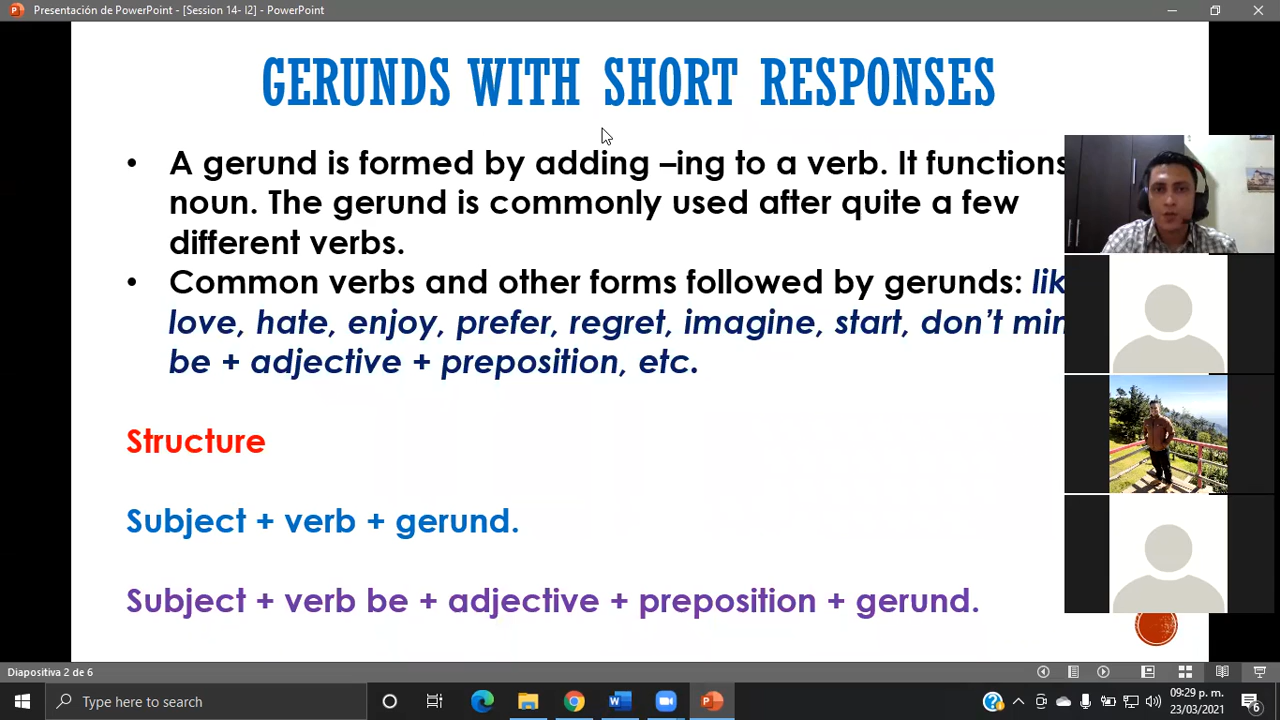 Presentación de PowerPoint - [Session 14- I2] - PowerPoint
GERUNDS WITH SHORT RESPONSES
• A gerund is formed by adding –ing to a verb. It functions
noun. The gerund is commonly used after quite a few
different verbs.
• Common verbs and other forms followed by gerunds: lik
love, hate, enjoy, prefer, regret, imagine, start, don’t min
be + adjective + preposition, etc.
Structure
Subject + verb + gerund.
Subject + verb be + adjective + preposition + gerund.
Diapositiva 2 de 6
Type here to search
09:29 p. m.
23/03/2021
6